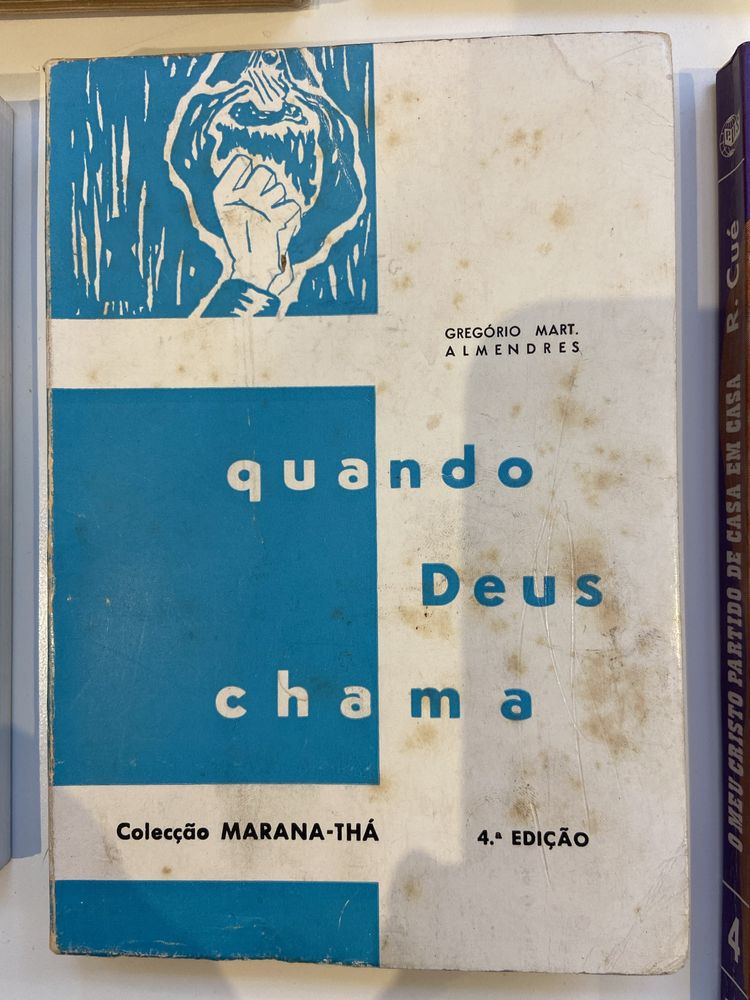 GREGÓRIO MART.
ALMENDRES
quando
Deus
chama
Colecção MARANA-THÁ
4.ª EDIÇÃO
O MEU CRISTO PARTIDO DE CASA EM CASA R. Cué
4